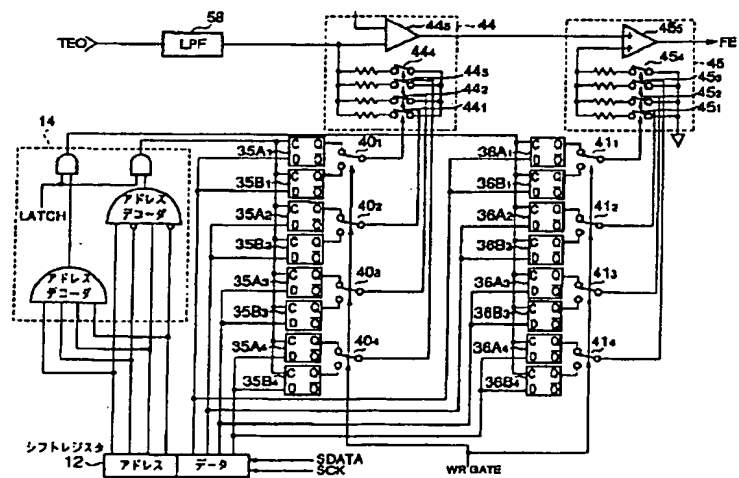 58
TEO
LPF
44₅
44
45₅
FE
45
44₄
44₃
44₂
44₁
45₄
45₃
45₂
45₁
14
LATCH
アドレス
デコーダ
アドレス
デコーダ
35A₁
35B₁
35A₂
35B₂
35A₃
35B₃
35A₄
35B₄
C Q
D Q̅
C Q
D Q̅
C Q
D Q̅
C Q
D Q̅
C Q
D Q̅
C Q
D Q̅
C Q
D Q̅
C Q
D Q̅
40₁
40₂
40₃
40₄
36A₁
36B₁
36A₂
36B₂
36A₃
36B₃
36A₄
36B₄
C Q
D Q̅
C Q
D Q̅
C Q
D Q̅
C Q
D Q̅
C Q
D Q̅
C Q
D Q̅
C Q
D Q̅
C Q
D Q̅
41₁
41₂
41₃
41₄
シフトレジスタ
12
アドレス
データ
SDATA
SCK
WR GATE